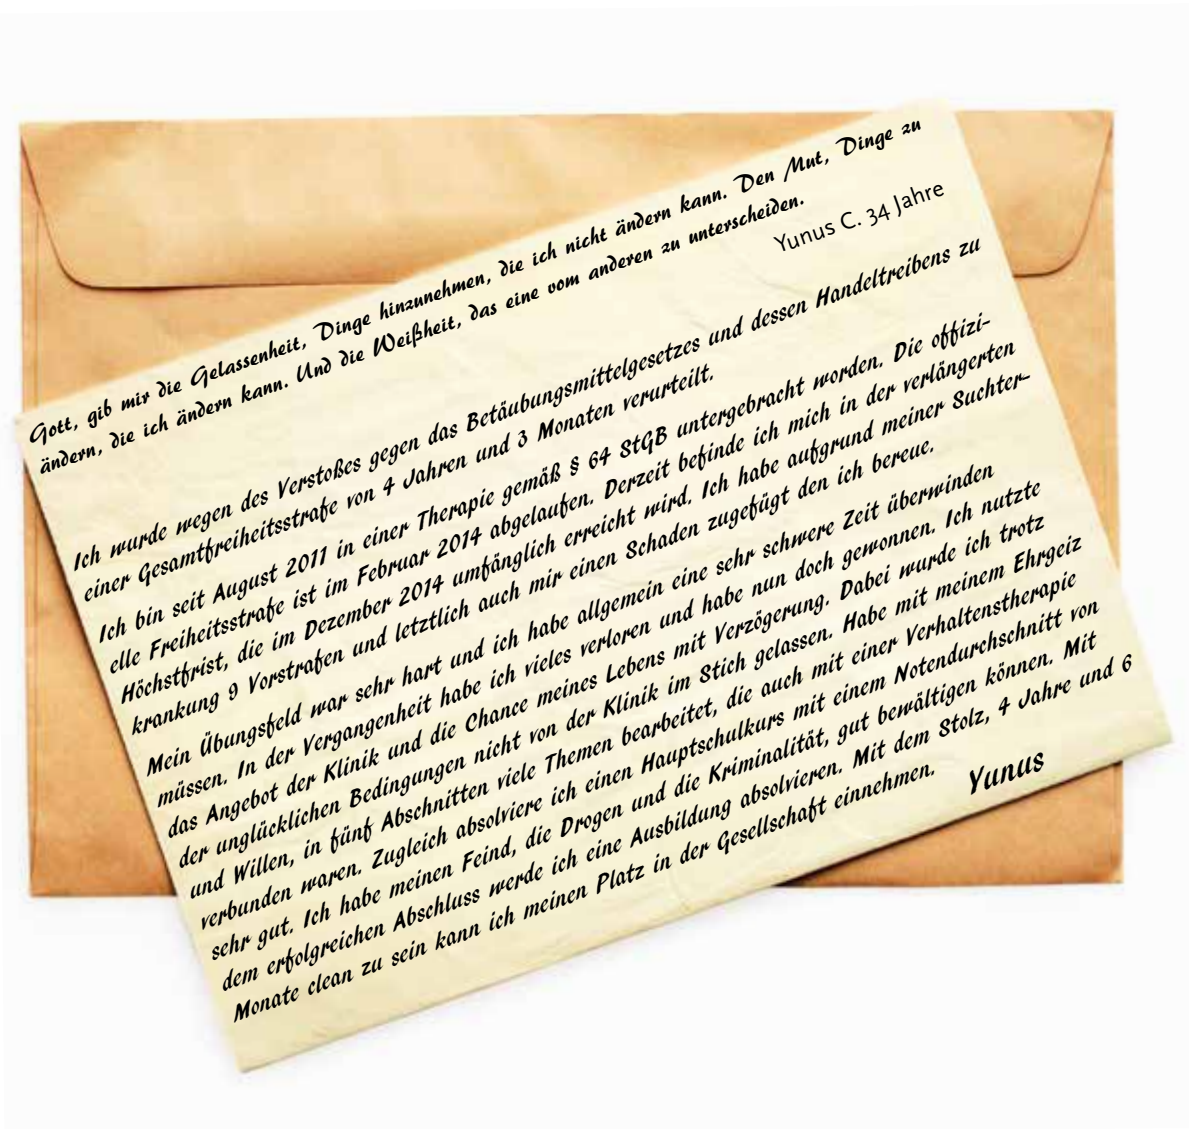 Gott, gib mir die Gelassenheit, Dinge hinzunehmen, die ich nicht ändern kann. Den Mut, Dinge zu
ändern, die ich ändern kann. Und die Weißheit, das eine vom anderen zu unterscheiden.
Yunus C. 34 Jahre
Ich wurde wegen des Verstoßes gegen das Betäubungsmittelgesetzes und dessen Handeltreibens zu
einer Gesamtfreiheitsstrafe von 4 Jahren und 3 Monaten verurteilt.
Ich bin seit August 2011 in einer Therapie gemäß § 64 StGB untergebracht worden. Die offizi-
elle Freiheitsstrafe ist im Februar 2014 abgelaufen. Derzeit befinde ich mich in der verlängerten
Höchstfrist, die im Dezember 2014 umfänglich erreicht wird. Ich habe aufgrund meiner Suchter-
krankung 9 Vorstrafen und letztlich auch mir einen Schaden zugefügt den ich bereue.
Mein Übungsfeld war sehr hart und ich habe allgemein eine sehr schwere Zeit überwinden
müssen. In der Vergangenheit habe ich vieles verloren und habe nun doch gewonnen. Ich nutzte
das Angebot der Klinik und die Chance meines Lebens mit Verzögerung. Dabei wurde ich trotz
der unglücklichen Bedingungen nicht von der Klinik im Stich gelassen. Habe mit meinem Ehrgeiz
und Willen, in fünf Abschnitten viele Themen bearbeitet, die auch mit einer Verhaltenstherapie
verbunden waren. Zugleich absolviere ich einen Hauptschulkurs mit einem Notendurchschnitt von
sehr gut. Ich habe meinen Feind, die Drogen und die Kriminalität, gut bewältigen können. Mit
dem erfolgreichen Abschluss werde ich eine Ausbildung absolvieren. Mit dem Stolz, 4 Jahre und 6
Monate clean zu sein kann ich meinen Platz in der Gesellschaft einnehmen.
Yunus